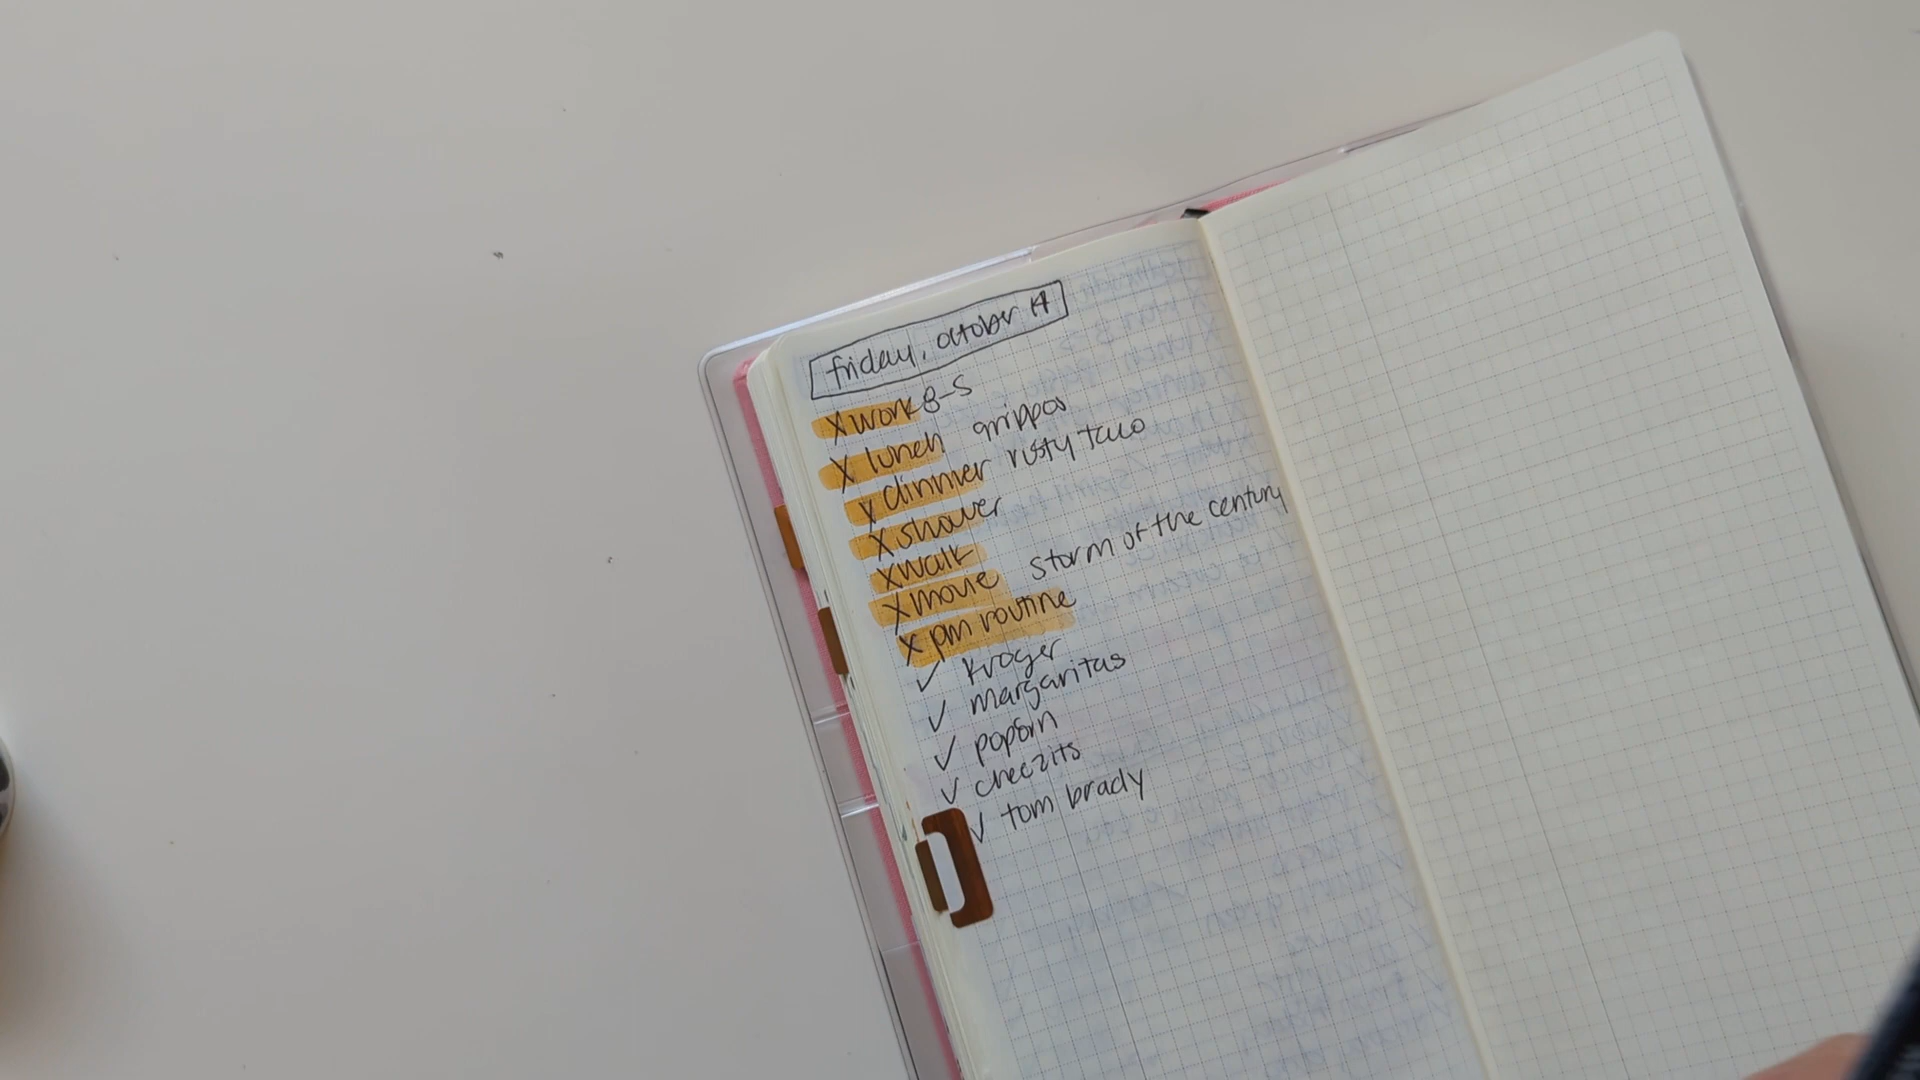 friday, october 14
X work 8-5
X lunch grippos
X dinner rusty taco
X shower
X walk
X movie storm of the century
X pm routine
✓ kroger
✓ margaritas
✓ popcorn
✓ cheezits
✓ tom brady